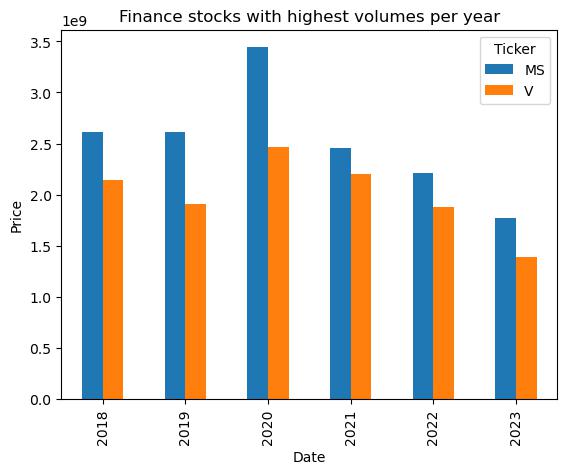 Finance stocks with highest volumes per year
1e9
Ticker
MS
V
3.5
3.0
2.5
2.0
1.5
1.0
0.5
0.0
Price
2018
2019
2020
2021
2022
2023
Date